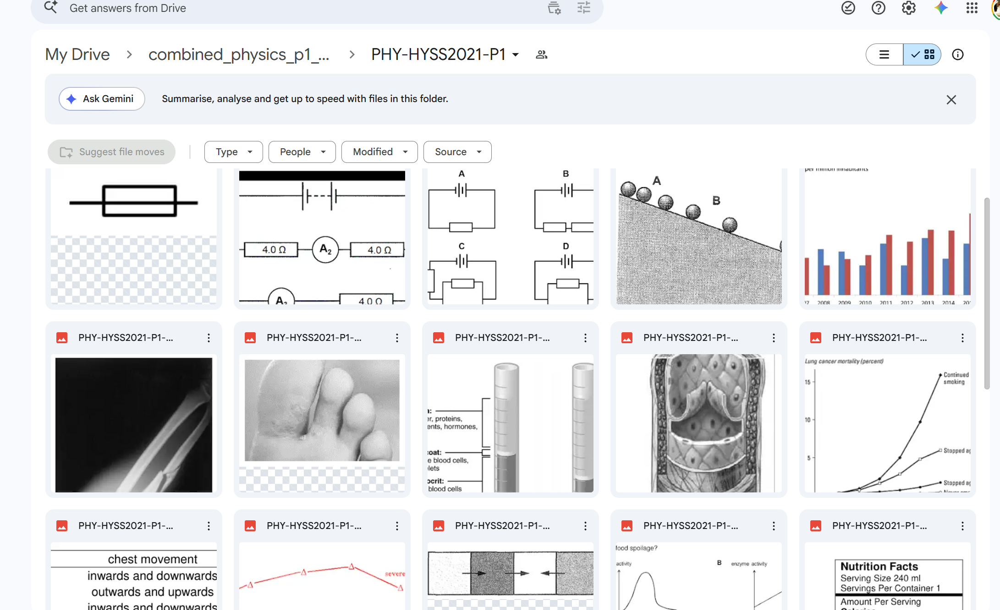 Get answers from Drive
My Drive > combined_physics_p1_... > PHY-HYSS2021-P1
Ask Gemini
Summarise, analyse and get up to speed with files in this folder.
Suggest file moves
Type
People
Modified
Source
4.0 Ω
A2
4.0 Ω
4.0 Ω
A
B
C
D
A
B
per million inhabitants
2008 2009 2010 2011 2012 2013 2014
PHY-HYSS2021-P1-...
PHY-HYSS2021-P1-...
PHY-HYSS2021-P1-...
PHY-HYSS2021-P1-...
PHY-HYSS2021-P1-...
er, proteins,
ents, hormones,
coat:
e blood cells,
lets
ocrit:
blood cells
Lung cancer mortality (percent)
15
10
5
Continued
smoking
Stopped ag
Stopped ag
PHY-HYSS2021-P1-...
PHY-HYSS2021-P1-...
PHY-HYSS2021-P1-...
PHY-HYSS2021-P1-...
PHY-HYSS2021-P1-...
chest movement
inwards and downwards
outwards and upwards
inwards and downwards
severe
food spoilage?
activity
B enzyme activity
Nutrition Facts
Serving Size 240 ml
Servings Per Container 1
Amount Per Serving